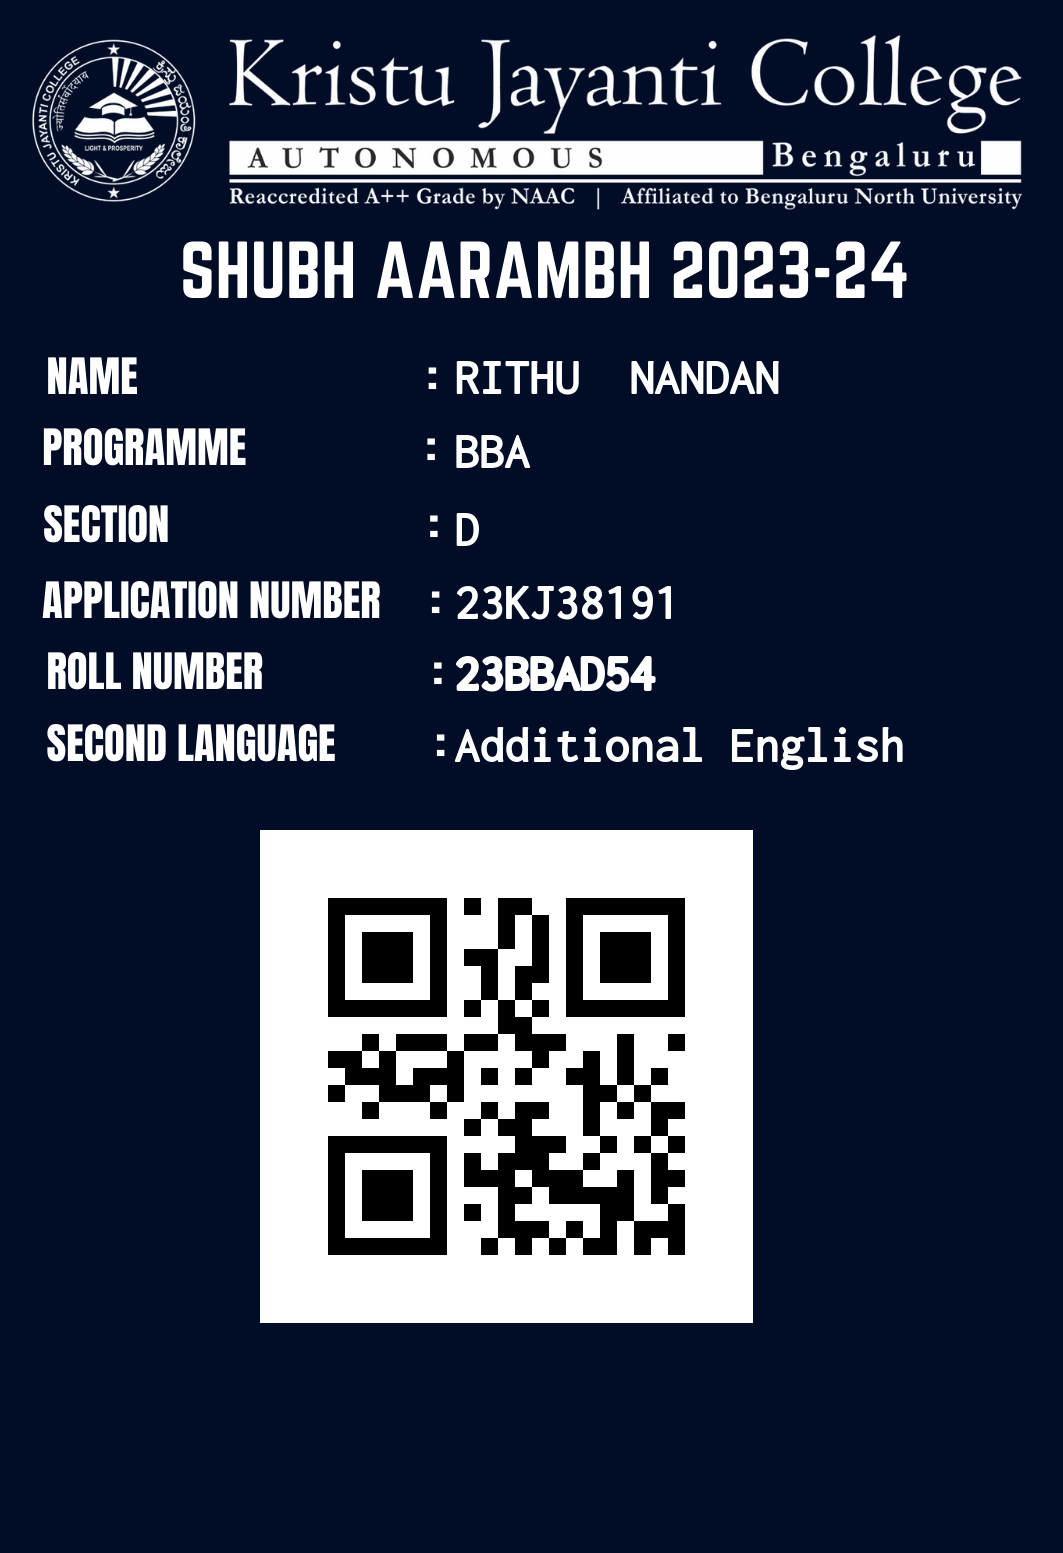 KRISTU JAYANTI COLLEGE
LIGHT & PROSPERITY
Kristu Jayanti College
AUTONOMOUS Bengaluru
Reaccredited A++ Grade by NAAC | Affiliated to Bengaluru North University
SHUBH AARAMBH 2023-24
NAME : RITHU NANDAN
PROGRAMME : BBA
SECTION : D
APPLICATION NUMBER : 23KJ38191
ROLL NUMBER : 23BBAD54
SECOND LANGUAGE : Additional English